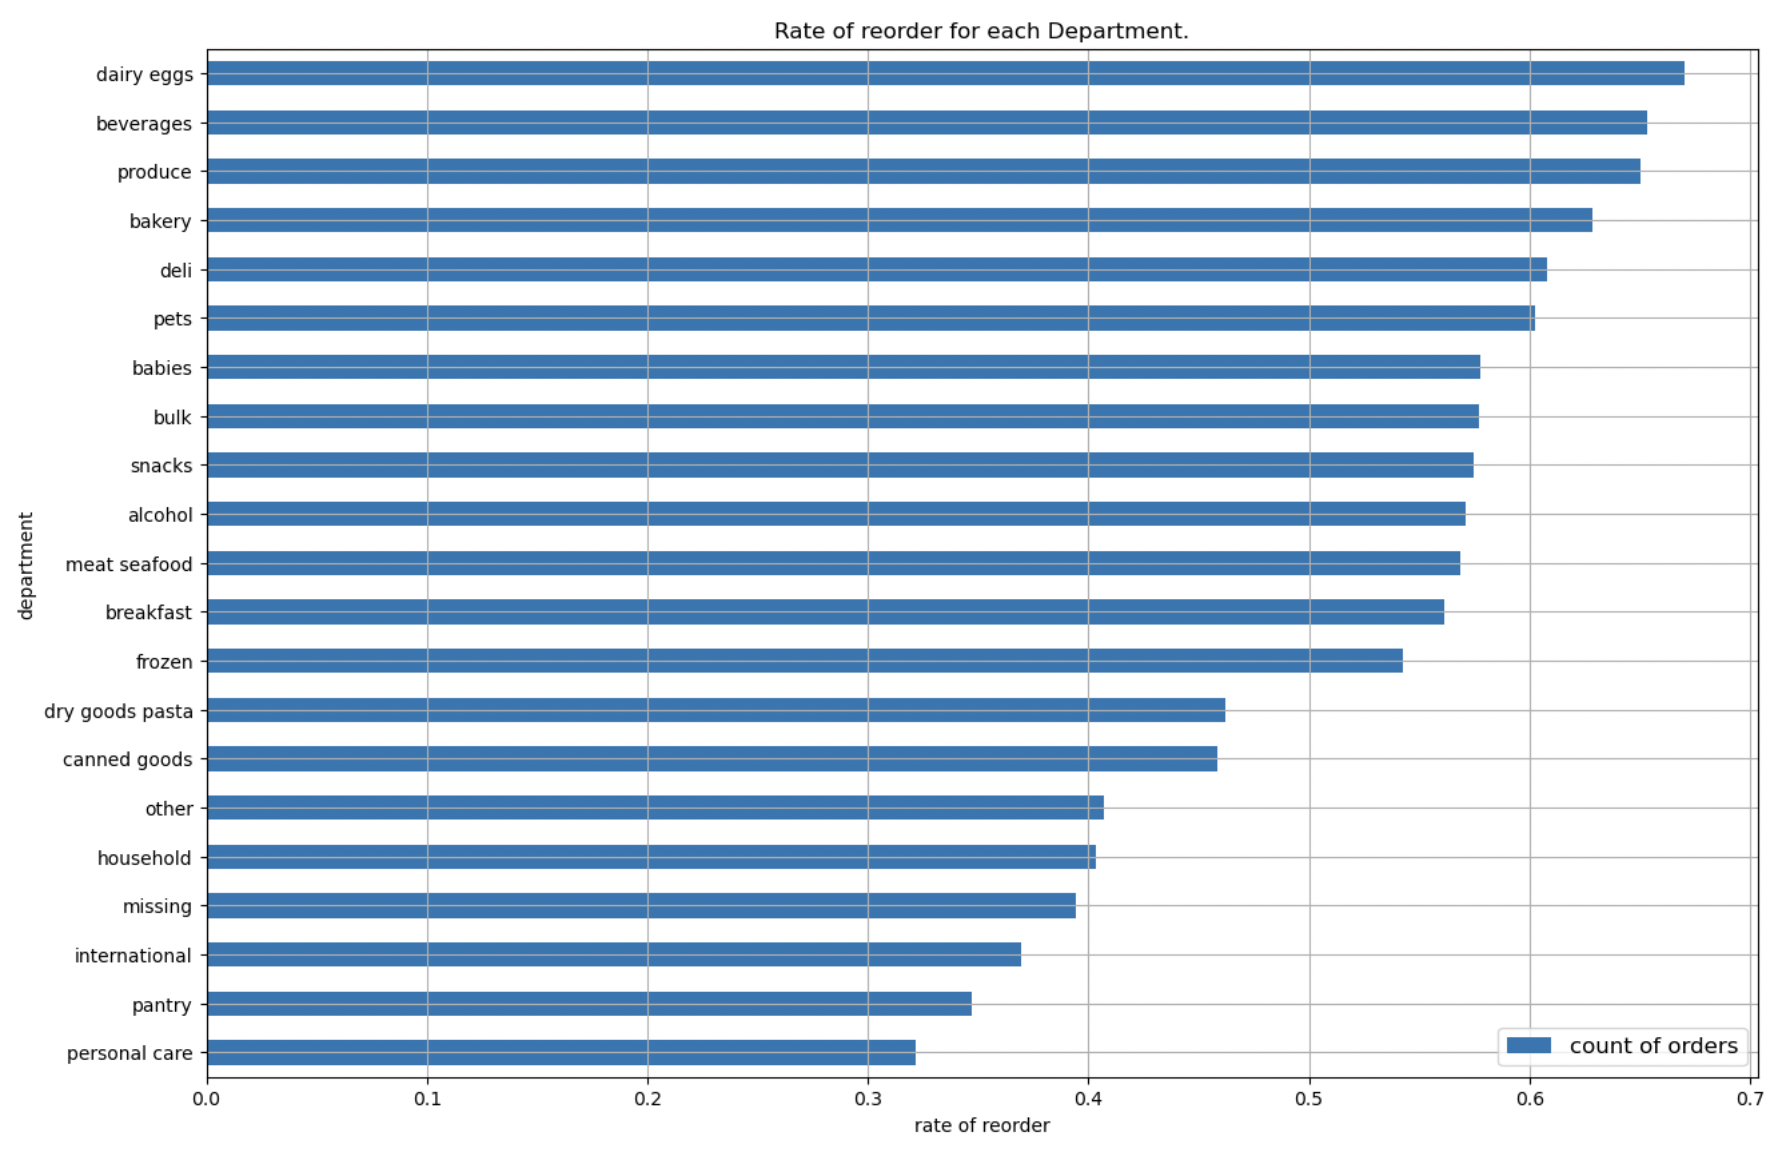 Rate of reorder for each Department.
dairy eggs
beverages
produce
bakery
deli
pets
babies
bulk
snacks
alcohol
meat seafood
breakfast
frozen
dry goods pasta
canned goods
other
household
missing
international
pantry
personal care
department
count of orders
0.0 0.1 0.2 0.3 0.4 0.5 0.6 0.7
rate of reorder